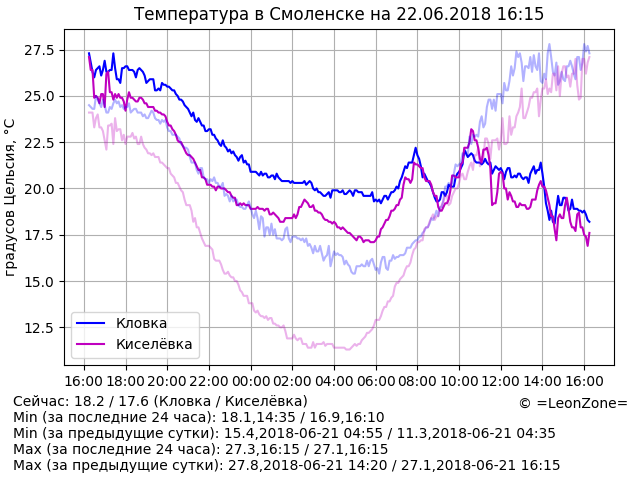 Температура в Смоленске на 22.06.2018 16:15
градусов Цельсия, °C
27.5
25.0
22.5
20.0
17.5
15.0
12.5
Кловка
Киселёвка
16:00 18:00 20:00 22:00 00:00 02:00 04:00 06:00 08:00 10:00 12:00 14:00 16:00
Сейчас: 18.2 / 17.6 (Кловка / Киселёвка)
© =LeonZone=
Min (за последние 24 часа): 18.1,14:35 / 16.9,16:10
Min (за предыдущие сутки): 15.4,2018-06-21 04:55 / 11.3,2018-06-21 04:35
Max (за последние 24 часа): 27.3,16:15 / 27.1,16:15
Max (за предыдущие сутки): 27.8,2018-06-21 14:20 / 27.1,2018-06-21 16:15